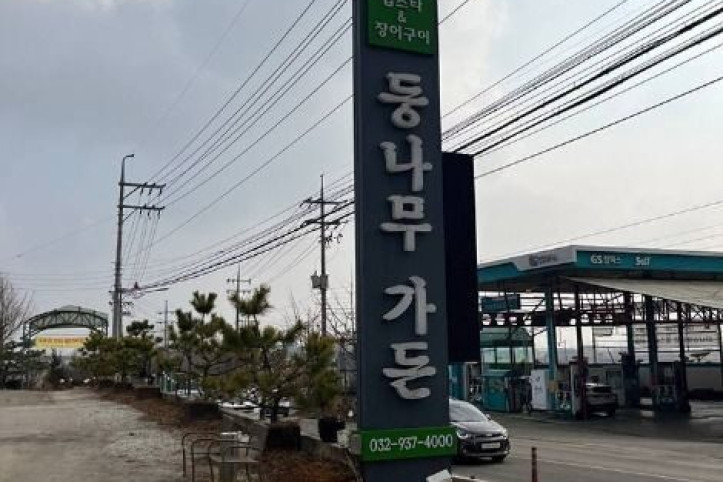 랍스타
&
장어구이
둥나무 가든
032-937-4000
GS칼텍스 Self